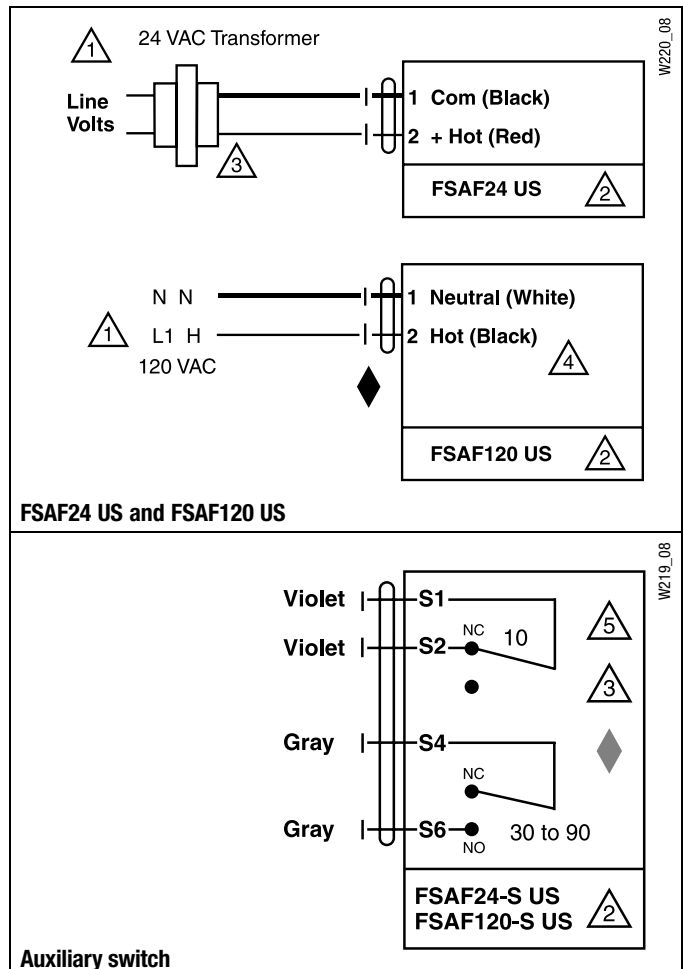 W220_08
1
24 VAC Transformer
Line
Volts
3
1 Com (Black)
2 + Hot (Red)
FSAF24 US
2
N N
L1 H
120 VAC
1
1 Neutral (White)
2 Hot (Black)
4
FSAF120 US
2
FSAF24 US and FSAF120 US
W219_08
Violet
S1
5
Violet
S2
NC
10
3
Gray
S4
NC
Gray
S6
NO
30 to 90
FSAF24-S US
FSAF120-S US
2
Auxiliary switch